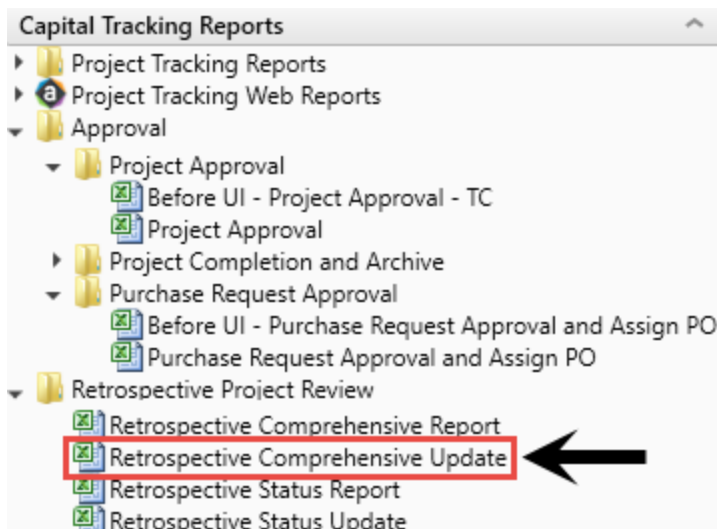 Capital Tracking Reports
Project Tracking Reports
a Project Tracking Web Reports
Approval
Project Approval
Before UI - Project Approval - TC
Project Approval
Project Completion and Archive
Purchase Request Approval
Before UI - Purchase Request Approval and Assign PO
Purchase Request Approval and Assign PO
Retrospective Project Review
Retrospective Comprehensive Report
Retrospective Comprehensive Update
Retrospective Status Report
Retrospective Status Update